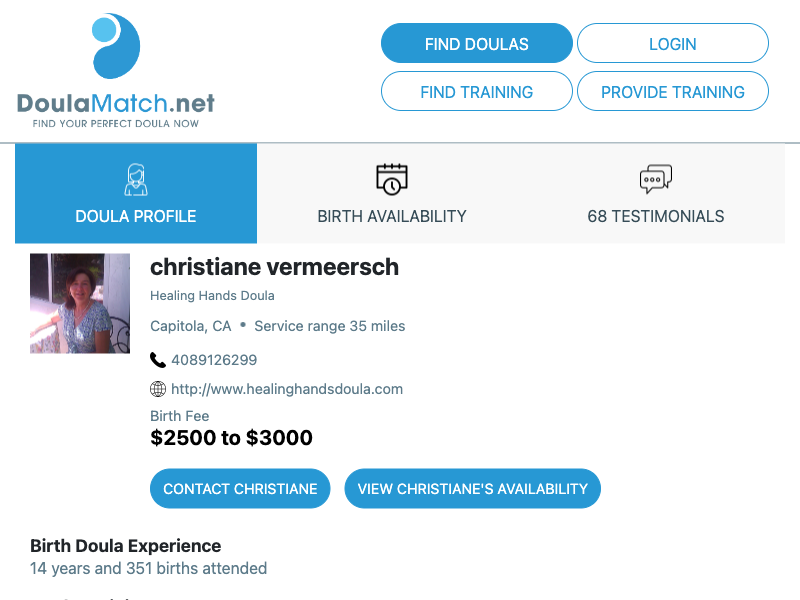 DoulaMatch.net
FIND YOUR PERFECT DOULA NOW
FIND DOULAS
LOGIN
FIND TRAINING
PROVIDE TRAINING
DOULA PROFILE
BIRTH AVAILABILITY
68 TESTIMONIALS
christiane vermeersch
Healing Hands Doula
Capitola, CA • Service range 35 miles
4089126299
http://www.healinghandsdoula.com
Birth Fee
$2500 to $3000
CONTACT CHRISTIANE
VIEW CHRISTIANE'S AVAILABILITY
Birth Doula Experience
14 years and 351 births attended